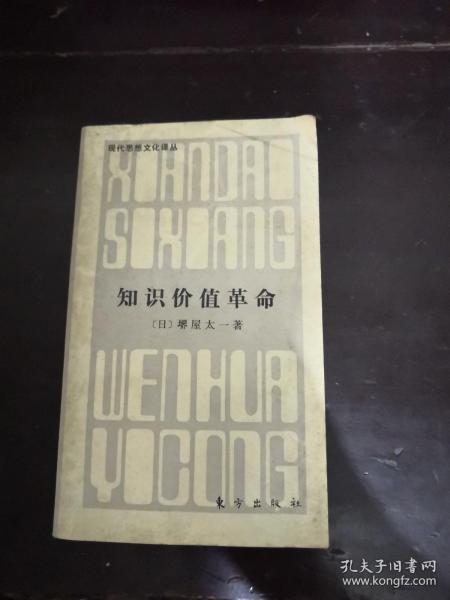 现代思想文化译丛
XIANDAI
SIXIANG
知识价值革命
〔日〕堺屋太一著
WENHUA
YICONG
东方出版社
孔夫子旧书网
www.kongfz.com